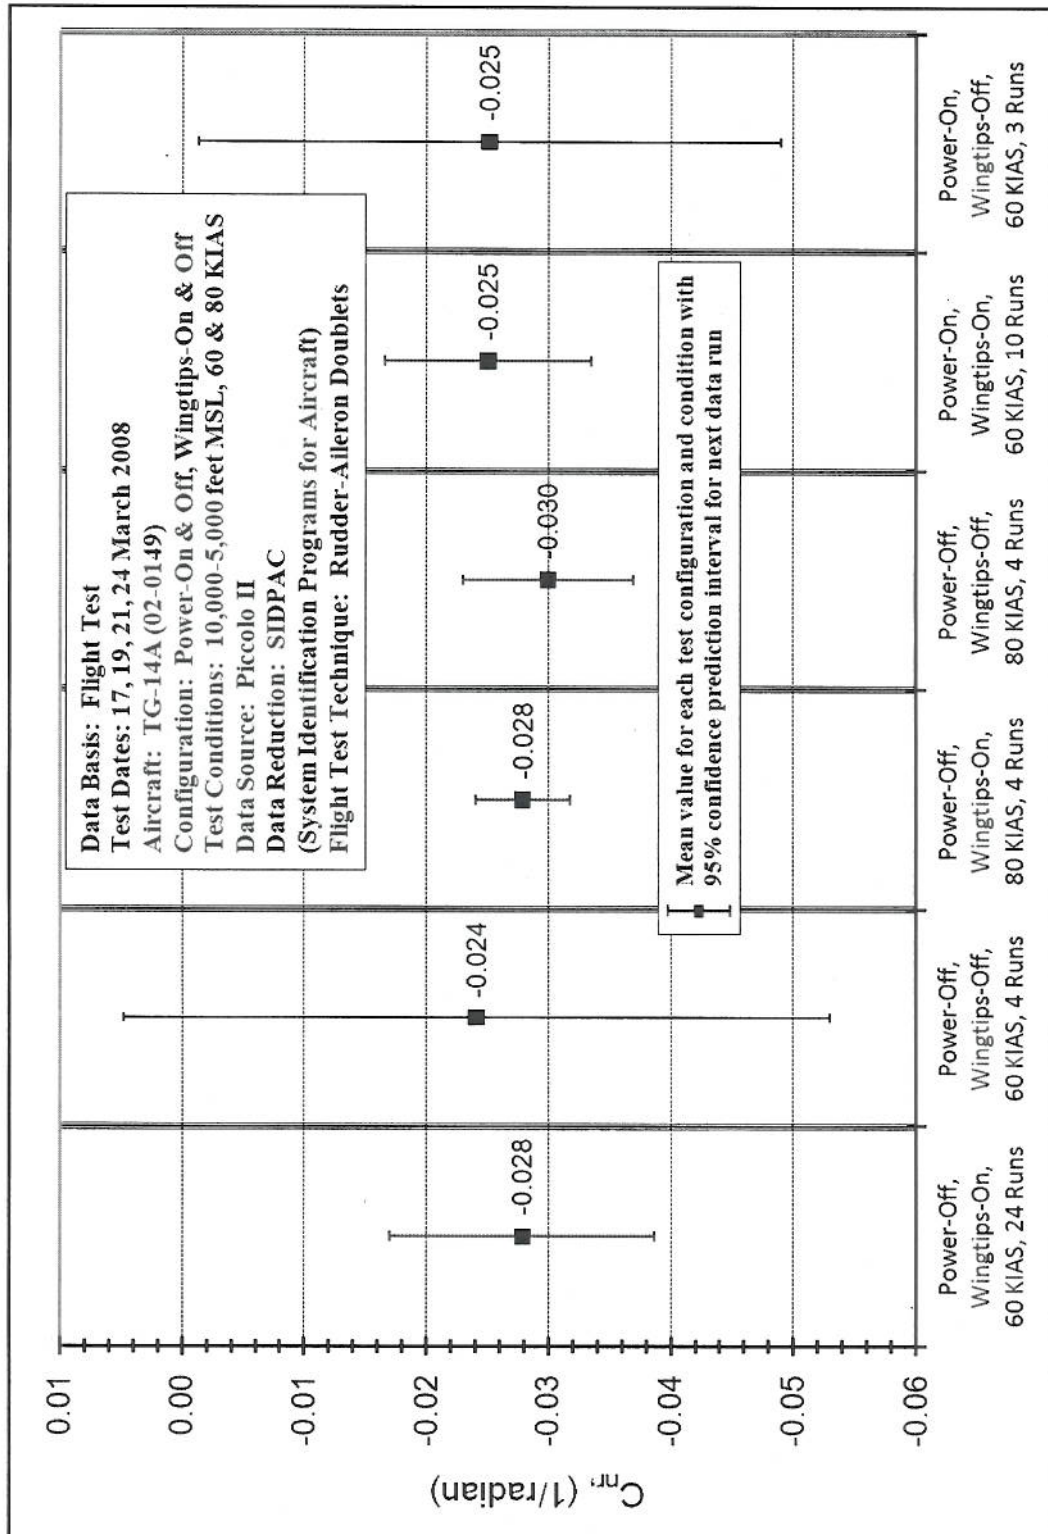 Data Basis: Flight Test
Test Dates: 17, 19, 21, 24 March 2008
Aircraft: TG-14A (02-0149)
Configuration: Power-On & Off, Wingtips-On & Off
Test Conditions: 10,000-5,000 feet MSL, 60 & 80 KIAS
Data Source: Piccolo II
Data Reduction: SIDPAC
(System Identification Programs for Aircraft)
Flight Test Technique: Rudder-Aileron Doublets
0.01
0.00
-0.01
-0.02
-0.03
-0.04
-0.05
-0.06
Cnr, (1/radian)
-0.028
-0.024
-0.028
-0.030
-0.025
-0.025
Mean value for each test configuration and condition with
95% confidence prediction interval for next data run
Power-Off,
Wingtips-On,
60 KIAS, 24 Runs
Power-Off,
Wingtips-Off,
60 KIAS, 4 Runs
Power-Off,
Wingtips-On,
80 KIAS, 4 Runs
Power-Off,
Wingtips-Off,
80 KIAS, 4 Runs
Power-On,
Wingtips-On,
60 KIAS, 10 Runs
Power-On,
Wingtips-Off,
60 KIAS, 3 Runs